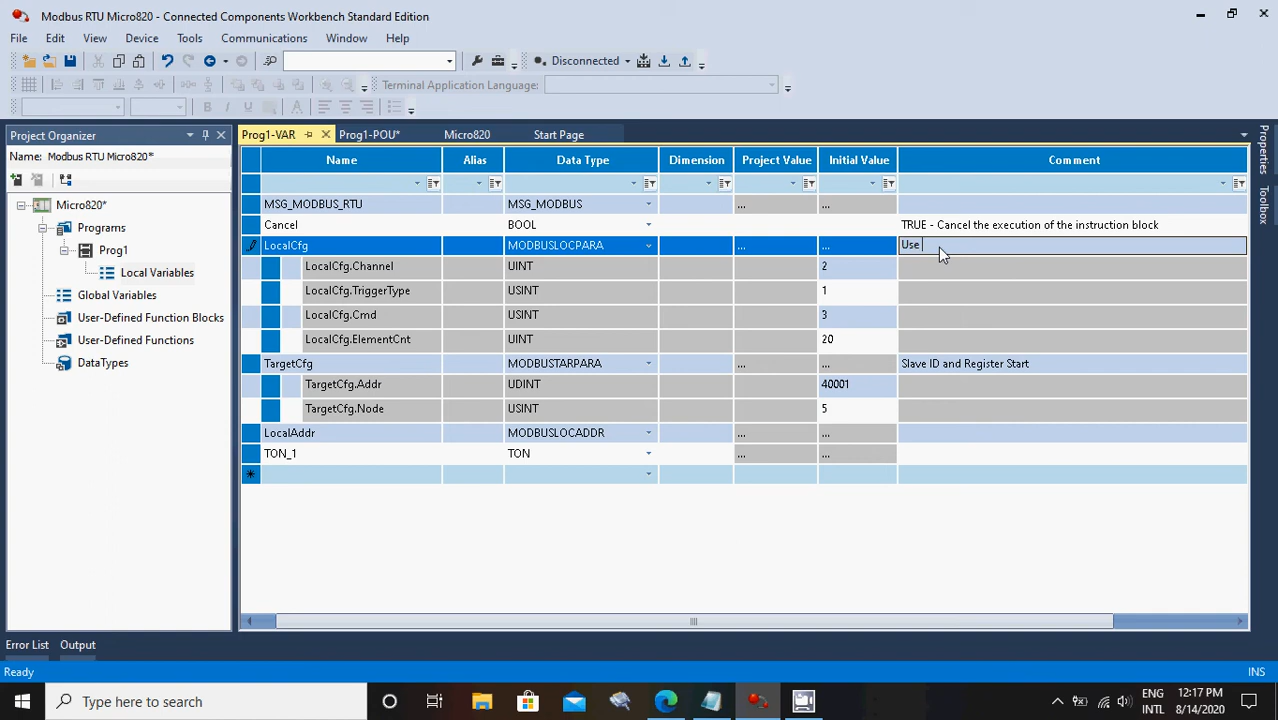 Modbus RTU Micro820 - Connected Components Workbench Standard Edition
File Edit View Device Tools Communications Window Help
Disconnected
Terminal Application Language:
Project Organizer
Name: Modbus RTU Micro820*
Micro820*
Programs
Prog1
Local Variables
Global Variables
User-Defined Function Blocks
User-Defined Functions
DataTypes
Prog1-VAR Prog1-POU* Micro820 Start Page
Name Alias Data Type Dimension Project Value Initial Value Comment
MSG_MODBUS_RTU MSG_MODBUS ... ...
Cancel BOOL TRUE - Cancel the execution of the instruction block
LocalCfg MODBUSLOCPARA ... ... Use
LocalCfg.Channel UINT 2
LocalCfg.TriggerType USINT 1
LocalCfg.Cmd USINT 3
LocalCfg.ElementCnt UINT 20
TargetCfg MODBUSTARPARA ... ... Slave ID and Register Start
TargetCfg.Addr UDINT 40001
TargetCfg.Node USINT 5
LocalAddr MODBUSLOCADDR ... ...
TON_1 TON ... ...
Properties
Toolbox
Error List Output
Ready INS
Type here to search
ENG
INTL
12:17 PM
8/14/2020